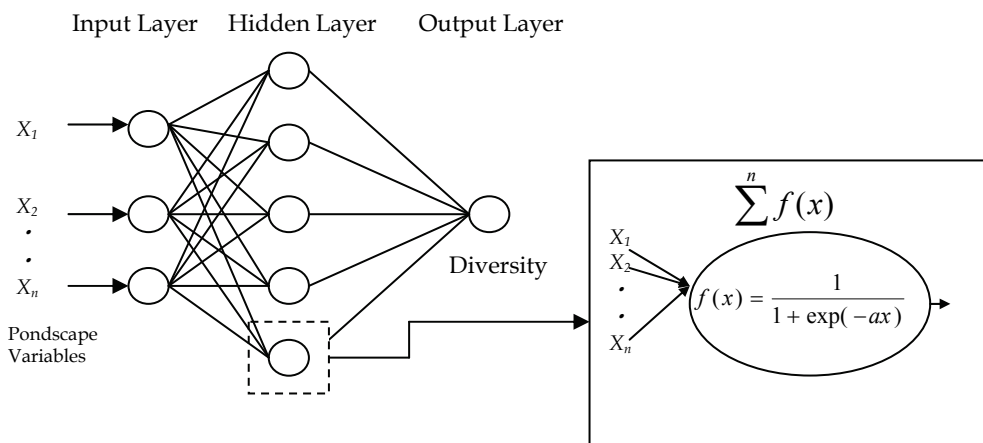 Input Layer Hidden Layer Output Layer
X1
X2
.
.
Xn
Pondscape
Variables
Diversity
∑^n f(x)
X1
X2
.
.
Xn
f(x) = 1 / (1 + exp(−ax))